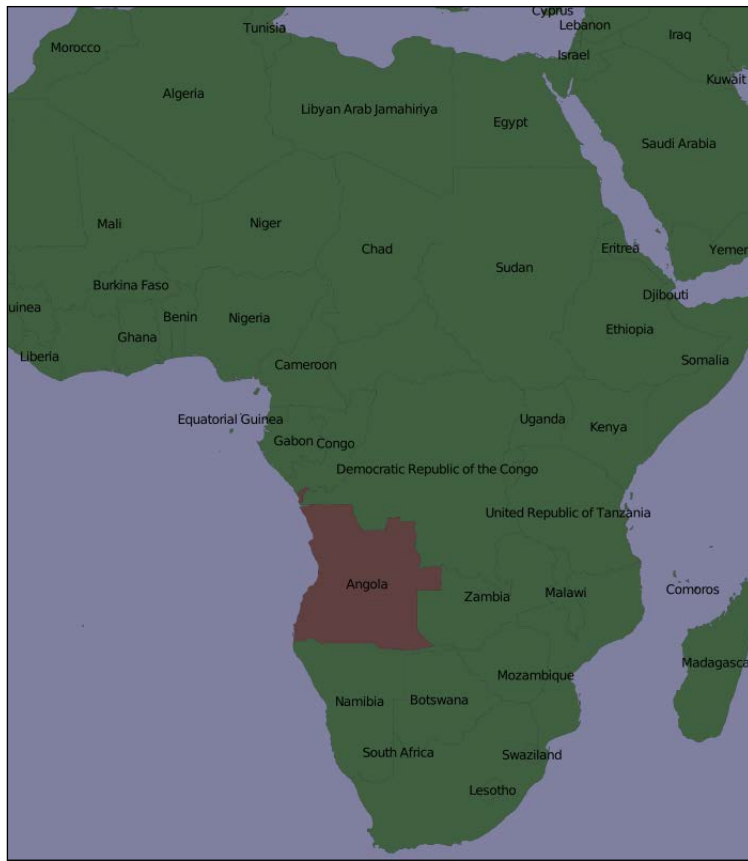 Cyprus
Tunisia
Lebanon
Morocco
Iraq
Israel
Kuwait
Algeria
Libyan Arab Jamahiriya
Egypt
Saudi Arabia
Mali
Niger
Chad
Eritrea
Yemen
Sudan
Burkina Faso
Djibouti
uinea
Benin
Nigeria
Ghana
Ethiopia
Liberia
Somalia
Cameroon
Equatorial Guinea
Uganda
Kenya
Gabon
Congo
Democratic Republic of the Congo
United Republic of Tanzania
Angola
Comoros
Zambia
Malawi
Madagasca
Mozambique
Namibia
Botswana
South Africa
Swaziland
Lesotho